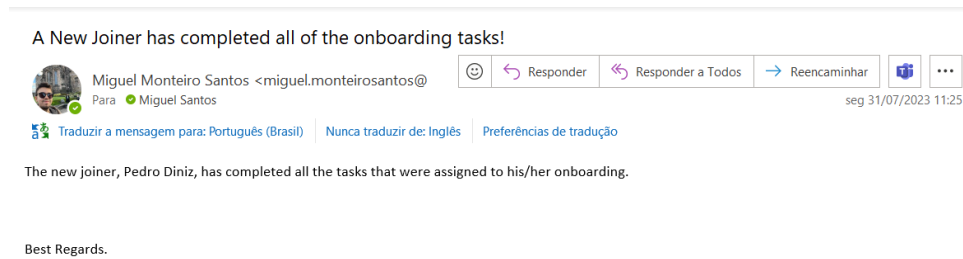 A New Joiner has completed all of the onboarding tasks!
Miguel Monteiro Santos <miguel.monteirosantos@
Responder
Responder a Todos
Reencaminhar
Para Miguel Santos
seg 31/07/2023 11:25
Traduzir a mensagem para: Português (Brasil)
Nunca traduzir de: Inglês
Preferências de tradução
The new joiner, Pedro Diniz, has completed all the tasks that were assigned to his/her onboarding.
Best Regards.